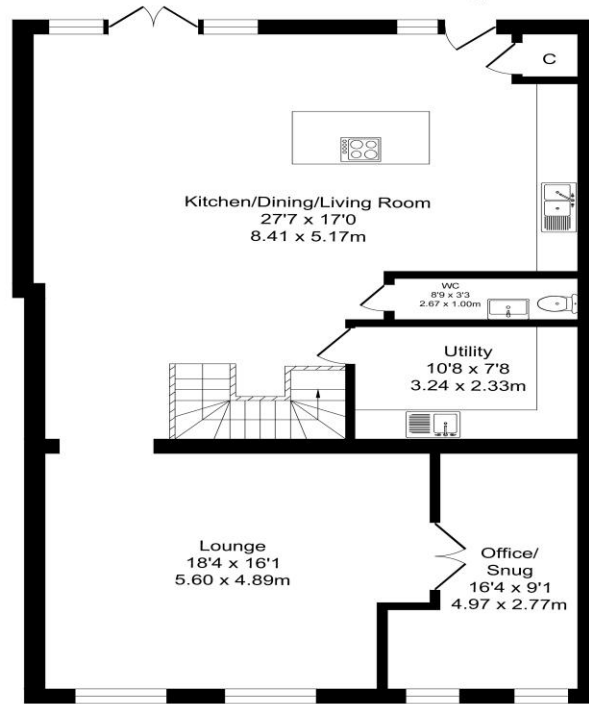 C
Kitchen/Dining/Living Room
27'7 x 17'0
8.41 x 5.17m
WC
8'9 x 3'3
2.67 x 1.00m
Utility
10'8 x 7'8
3.24 x 2.33m
Lounge
18'4 x 16'1
5.60 x 4.89m
Office/
Snug
16'4 x 9'1
4.97 x 2.77m